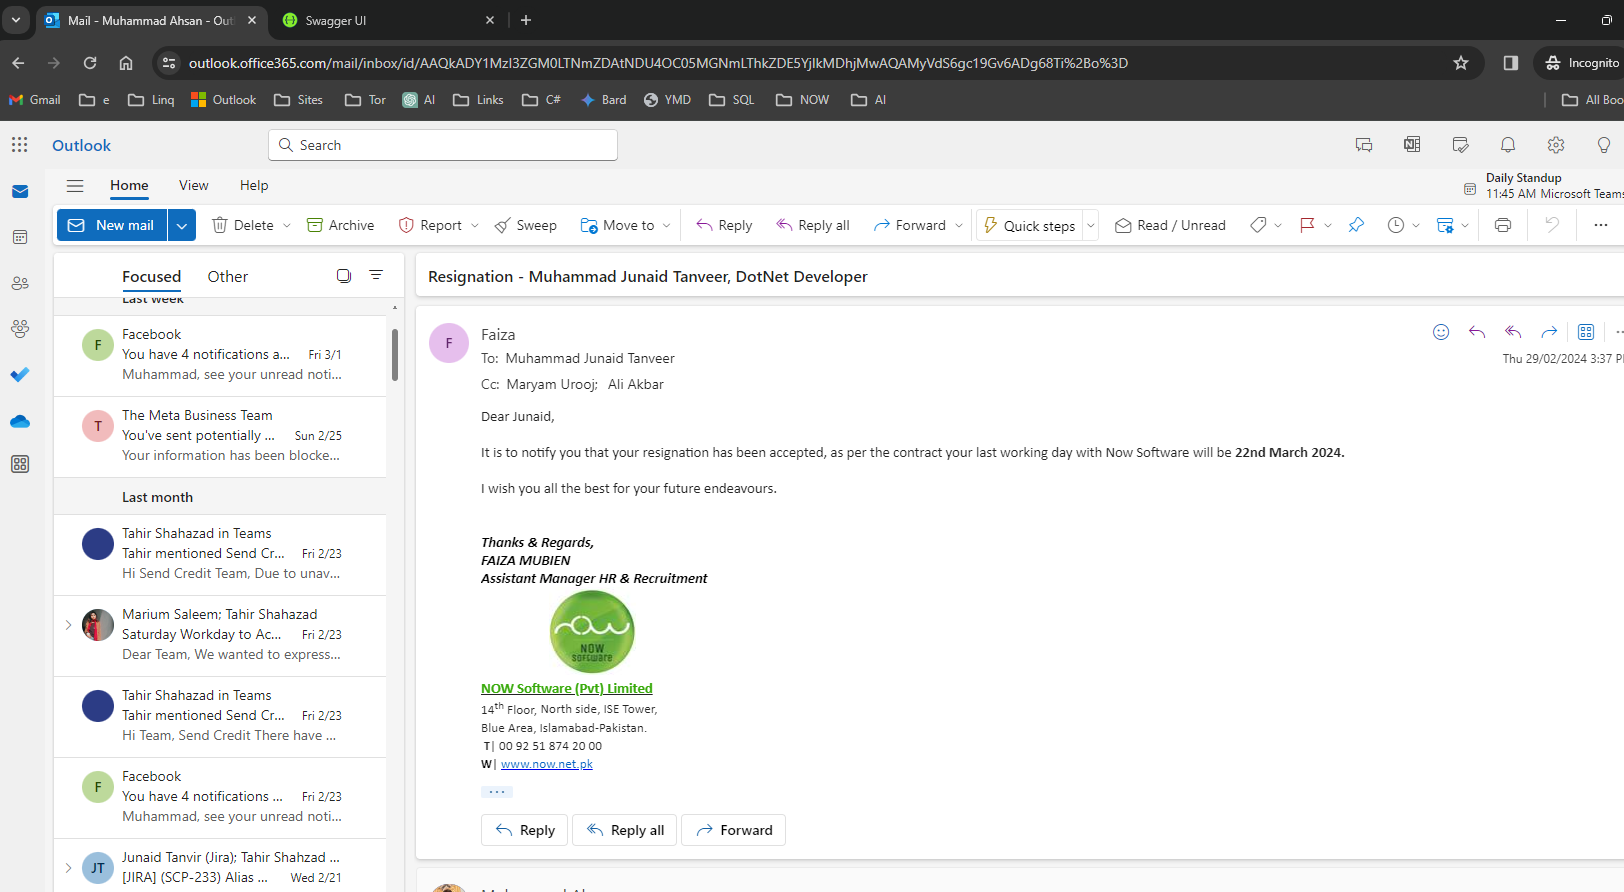 Mail - Muhammad Ahsan - Out
Swagger UI
outlook.office365.com/mail/inbox/id/
Incognito
Gmail
e
Linq
Outlook
Sites
Tor
AI
Links
C#
Bard
YMD
SQL
NOW
AI
All Boo
Outlook
Search
Home
View
Help
Daily Standup
11:45 AM Microsoft Teams
New mail
Delete
Archive
Report
Sweep
Move to
Reply
Reply all
Forward
Quick steps
Read / Unread
Focused
Other
Last week
F
Facebook
You have 4 notifications a... Fri 3/1
Muhammad, see your unread noti...
T
The Meta Business Team
You've sent potentially ... Sun 2/25
Your information has been blocke...
Last month
Tahir Shahazad in Teams
Tahir mentioned Send Cr... Fri 2/23
Hi Send Credit Team, Due to unav...
Marium Saleem; Tahir Shahazad
Saturday Workday to Ac... Fri 2/23
Dear Team, We wanted to express...
Tahir Shahazad in Teams
Tahir mentioned Send Cr... Fri 2/23
Hi Team, Send Credit There have ...
F
Facebook
You have 4 notifications ... Fri 2/23
Muhammad, see your unread noti...
JT
Junaid Tanvir (Jira); Tahir Shahzad ...
[JIRA] (SCP-233) Alias ... Wed 2/21
Resignation - Muhammad Junaid Tanveer, DotNet Developer
F
Faiza
To: Muhammad Junaid Tanveer
Cc: Maryam Urooj; Ali Akbar
Thu 29/02/2024 3:37 P
Dear Junaid,
It is to notify you that your resignation has been accepted, as per the contract your last working day with Now Software will be 22nd March 2024.
I wish you all the best for your future endeavours.
Thanks & Regards,
FAIZA MUBIEN
Assistant Manager HR & Recruitment
now
NOW
SOFTWARE
NOW Software (Pvt) Limited
14th Floor, North side, ISE Tower,
Blue Area, Islamabad-Pakistan.
T| 00 92 51 874 20 00
W| www.now.net.pk
Reply
Reply all
Forward